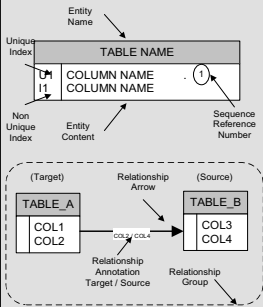 Entity
Name
Unique
Index
TABLE NAME
U1 COLUMN NAME . 1
I1 COLUMN NAME
Non
Unique
Index
Entity
Content
Sequence
Reference
Number
(Target)
Relationship
Arrow
(Source)
TABLE_A
TABLE_B
COL1
COL2
COL2 / COL4
COL3
COL4
Relationship
Annotation
Target / Source
Relationship
Group